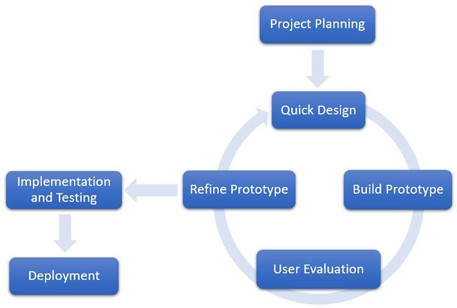 Project Planning
Quick Design
Implementation
and Testing
Refine Prototype
Build Prototype
Deployment
User Evaluation